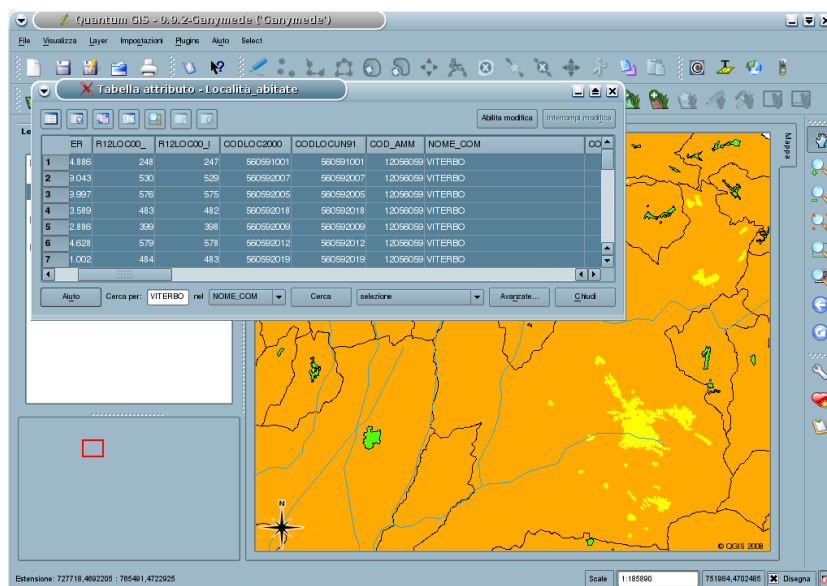 Quantum GIS - 0.9.2-Ganymede ('Ganymede')
File Visualizza Layer Impostazioni Plugins Aiuto Select
Tabella attributo - Località_abitate
Abilita modifica Interrompi modifica
ER R12LOC00_ R12LOC00_I CODLOC2000 CODLOCUN91 COD_AMM NOME_COM CO
1 4.886 248 247 560591001 560591001 12056059 VITERBO
2 9.043 530 529 560592007 560592007 12056059 VITERBO
3 9.997 576 575 560592005 560592005 12056059 VITERBO
4 3.589 483 482 560592018 560592018 12056059 VITERBO
5 2.886 399 398 560592009 560592009 12056059 VITERBO
6 4.628 579 578 560592012 560592012 12056059 VITERBO
7 1.002 484 483 560592019 560592019 12056059 VITERBO
Aiuto Cerca per: VITERBO nel NOME_COM Cerca selezione Avanzate... Chiudi
Le
Mappa
N
© QGIS 2008
Estensione: 727718,4692205 : 765491,4722925 Scale 1:185890 751984,4702485 Disegna